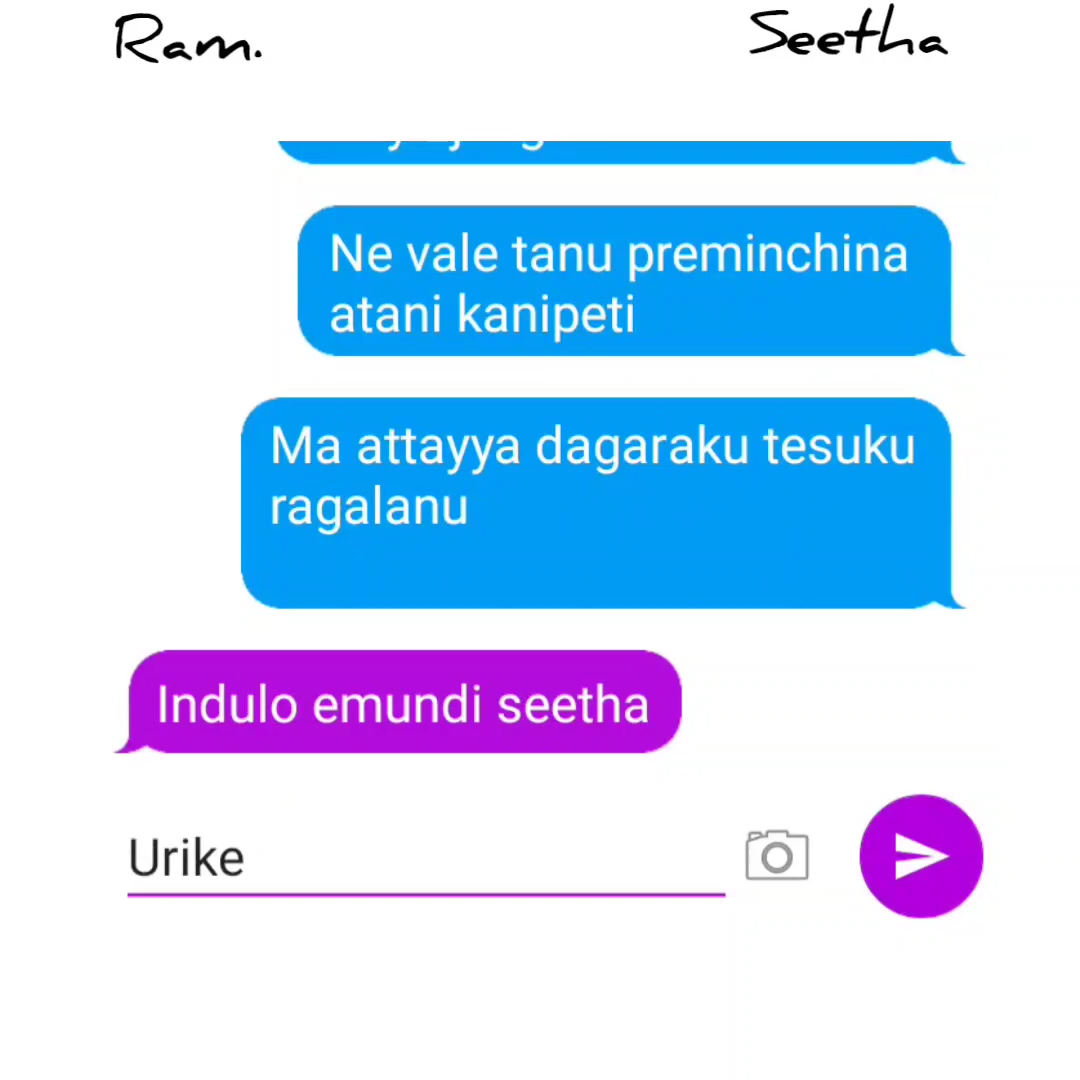 Ram.
Seetha
Ne vale tanu preminchina
atani kanipeti
Ma attayya dagaraku tesuku
ragalanu
Indulo emundi seetha
Urike